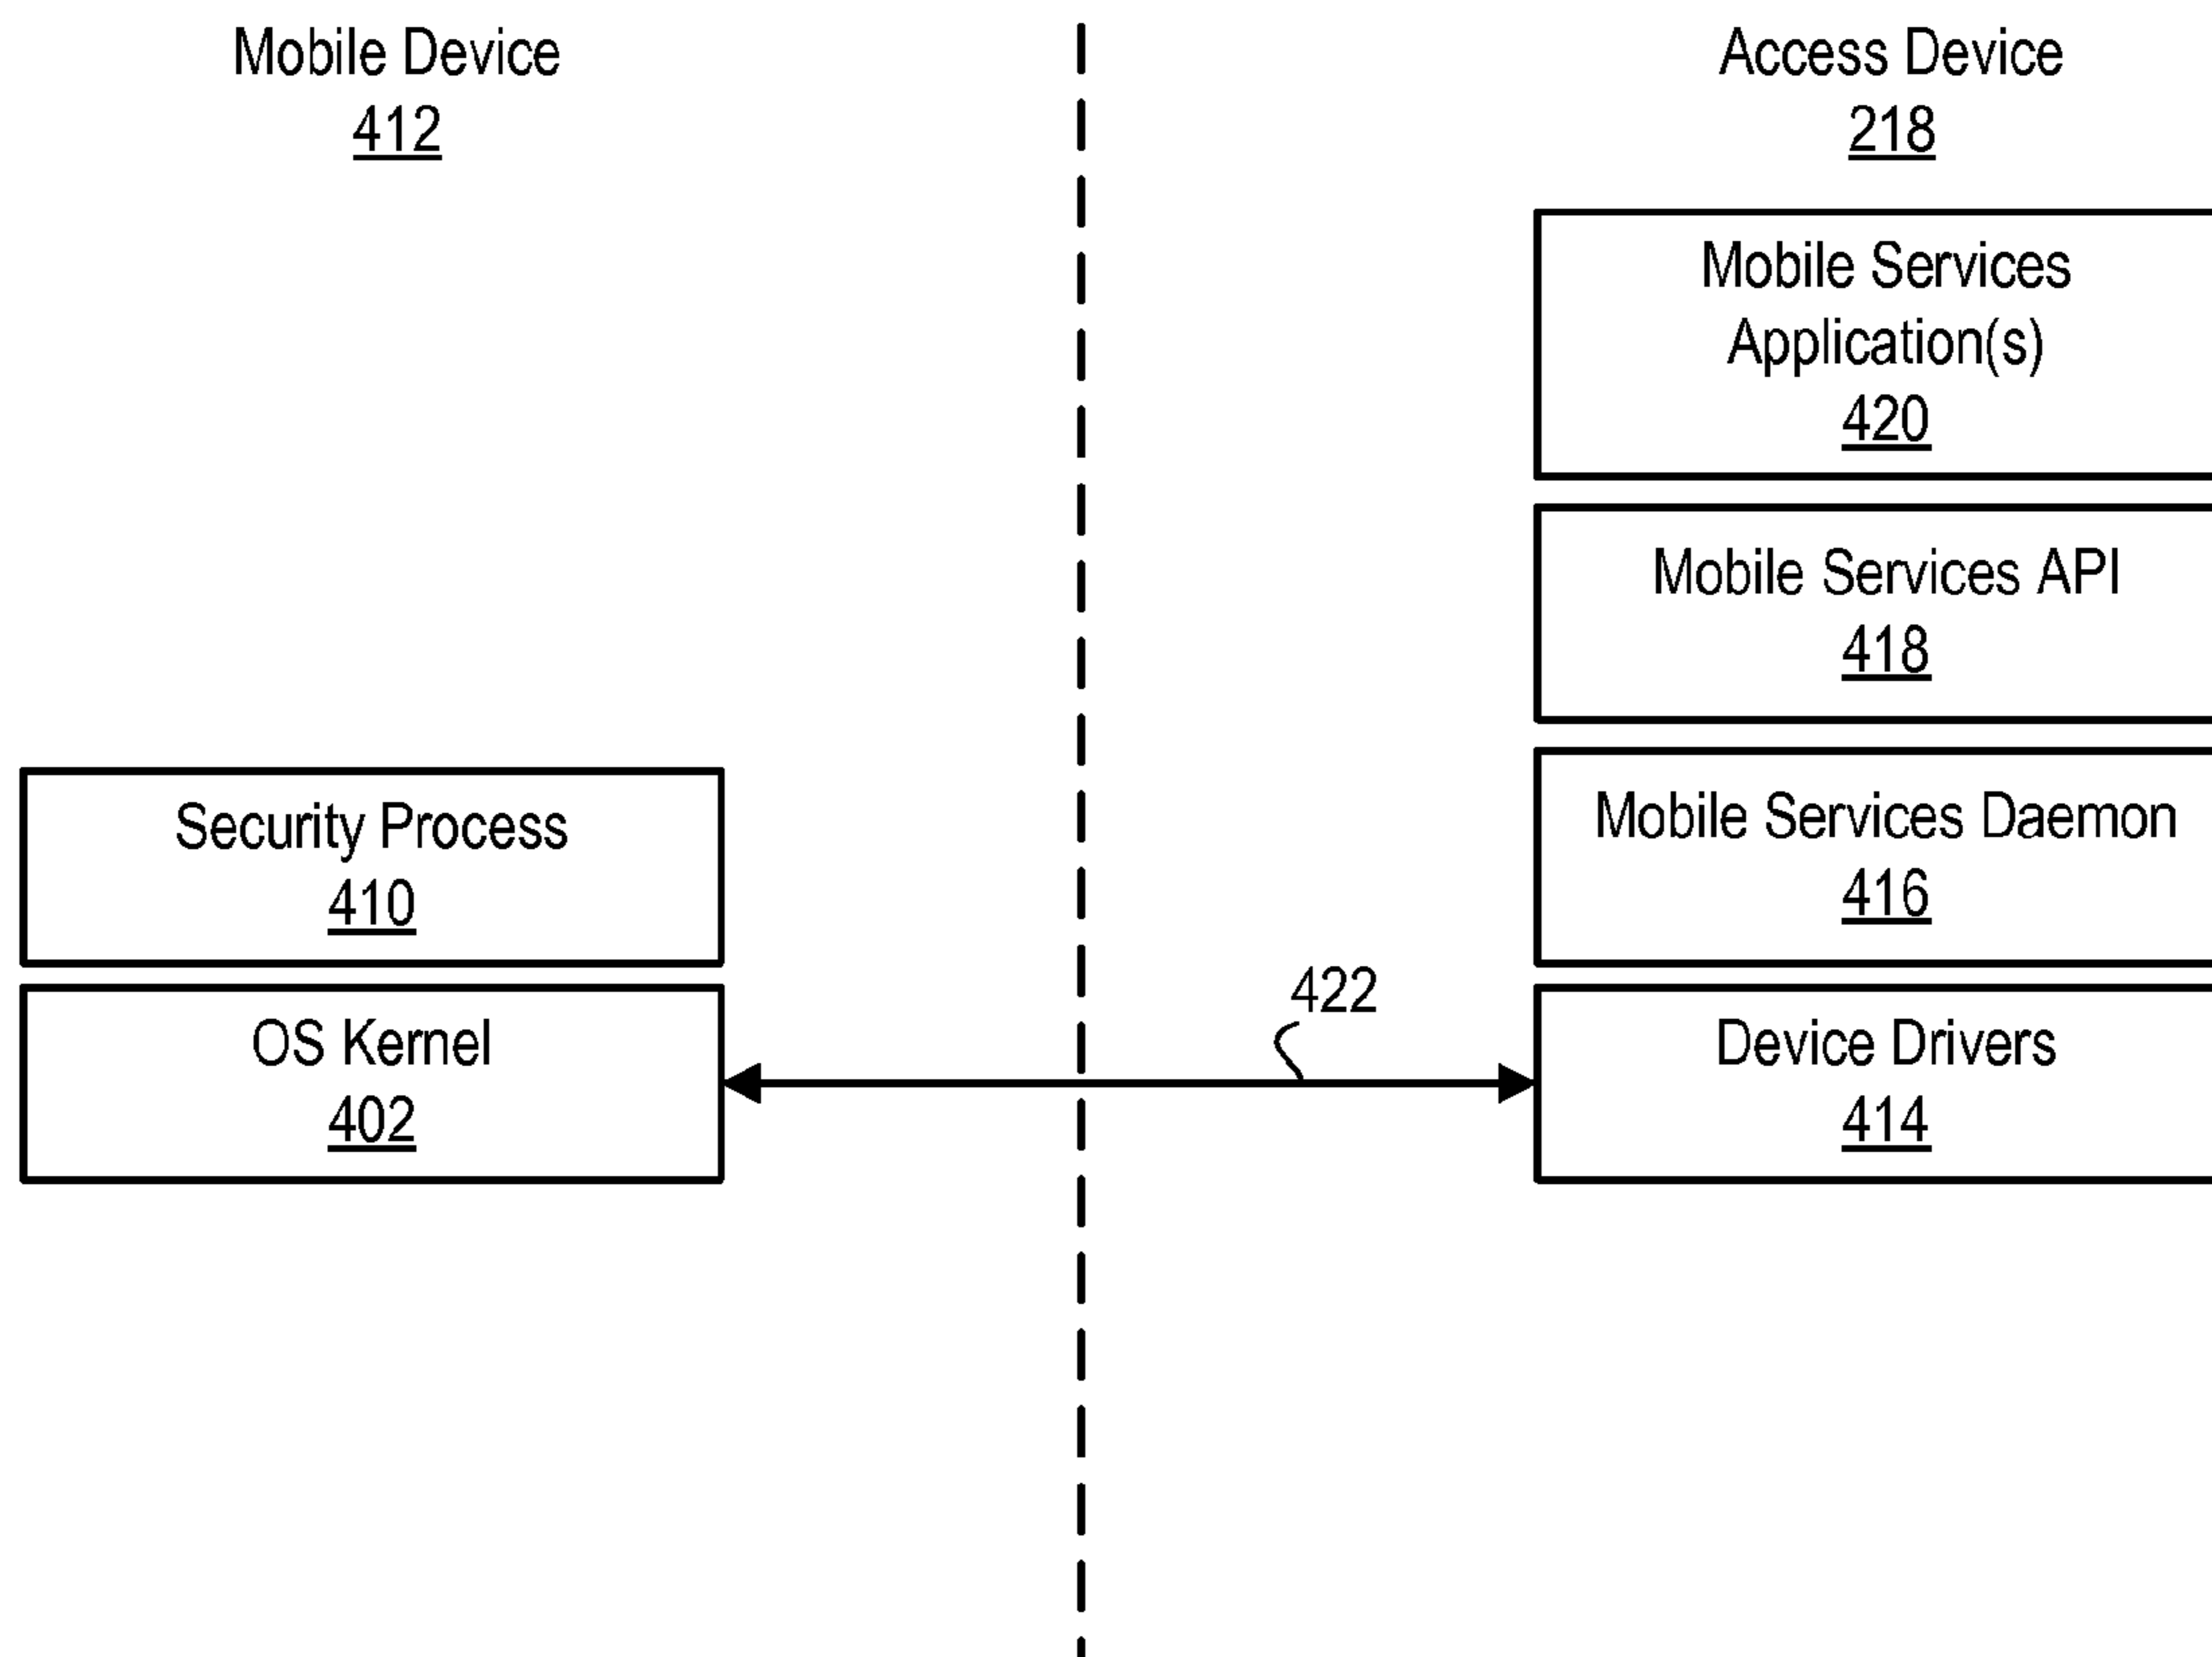 Mobile Device
412
Access Device
218
Mobile Services
Application(s)
420
Mobile Services API
418
Mobile Services Daemon
416
Security Process
410
422
OS Kernel
402
Device Drivers
414